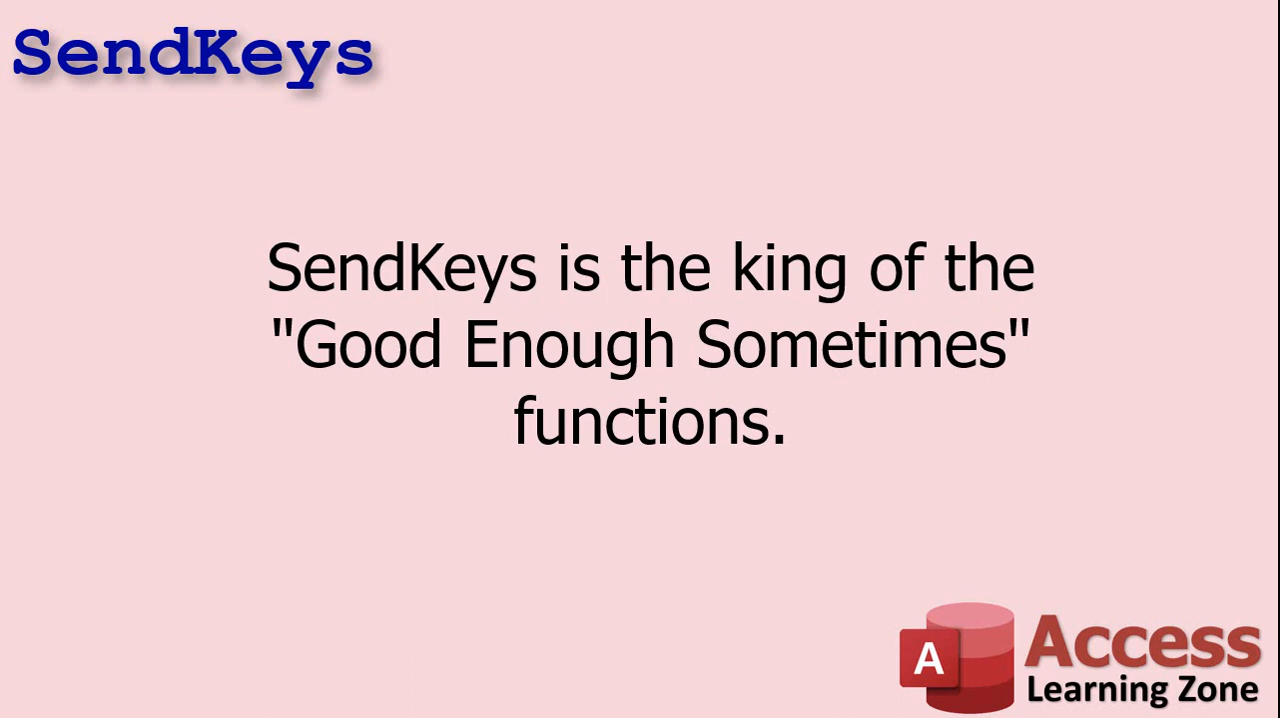 SendKeys
SendKeys is the king of the
"Good Enough Sometimes"
functions.
A
Access
Learning Zone